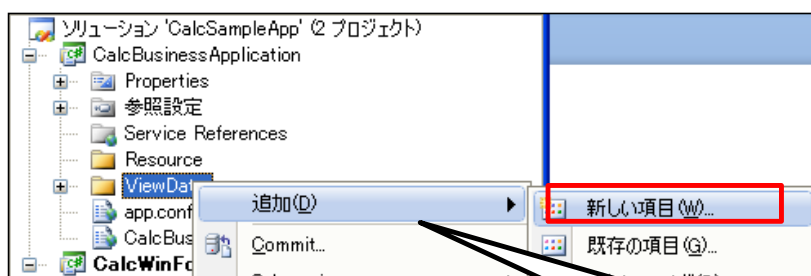 ソリューション 'CalcSampleApp' (2 プロジェクト)
CalcBusinessApplication
Properties
参照設定
Service References
Resource
ViewDat
追加(D)
新しい項目(W)...
app.conf
CalcBus
Commit...
既存の項目(G)...
CalcWinFo